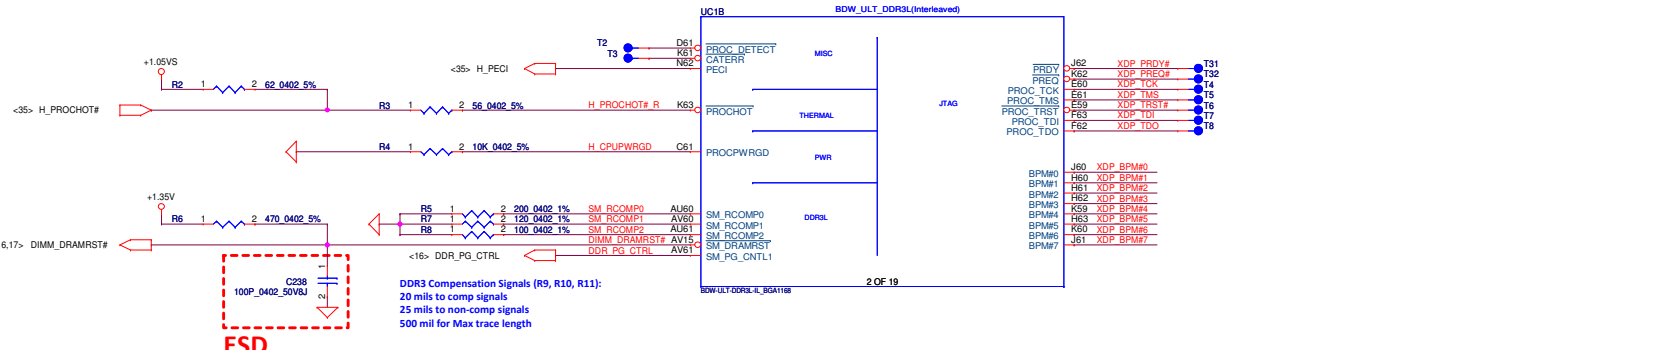 UC1B
BDW_ULT_DDR3L(Interleaved)
+1.05VS
R2 1 2 62_0402_5%
<35> H_PROCHOT#
R3 1 2 56_0402_5% H_PROCHOT#_R K63 PROCHOT
T2 D61 PROC_DETECT
T3 K61 CATERR
<35> H_PECI N62 PECI
MISC
THERMAL
R4 1 2 10K_0402_5% H_CPUPWRGD C61 PROCPWRGD
PWR
+1.35V
R6 1 2 470_0402_5%
R5 1 2 200_0402_1% SM_RCOMP0 AU60 SM_RCOMP0
R7 1 2 120_0402_1% SM_RCOMP1 AV60 SM_RCOMP1
R8 1 2 100_0402_1% SM_RCOMP2 AU61 SM_RCOMP2
6,17> DIMM_DRAMRST# DIMM_DRAMRST# AV15 SM_DRAMRST
<16> DDR_PG_CTRL DDR_PG_CTRL AV61 SM_PG_CNTL1
DDR3L
JTAG
PRDY J62 XDP_PRDY# T31
PREQ K62 XDP_PREQ# T32
PROC_TCK E60 XDP_TCK T4
PROC_TMS E61 XDP_TMS T5
PROC_TRST E59 XDP_TRST# T6
PROC_TDI F63 XDP_TDI T7
PROC_TDO F62 XDP_TDO T8
BPM#0 J60 XDP_BPM#0
BPM#1 H60 XDP_BPM#1
BPM#2 H61 XDP_BPM#2
BPM#3 H62 XDP_BPM#3
BPM#4 K59 XDP_BPM#4
BPM#5 H63 XDP_BPM#5
BPM#6 K60 XDP_BPM#6
BPM#7 J61 XDP_BPM#7
2 OF 19
BDW-ULT-DDR3L-IL_BGA1168
1
C238
100P_0402_50V8J
2
ESD
DDR3 Compensation Signals (R9, R10, R11):
20 mils to comp signals
25 mils to non-comp signals
500 mil for Max trace length